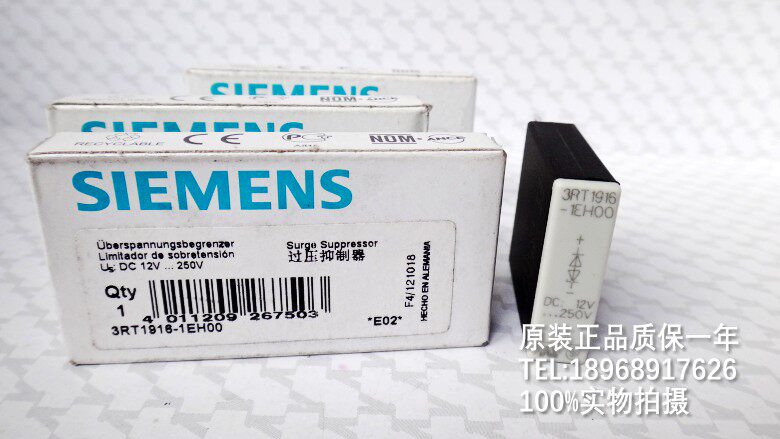 SIEMENS
SIEMENS
NOM-
RECYCLABLE CE PG NOM-ANCE
SIEMENS
Überspannungsbegrenzer Surge Suppressor
Limitador de sobretensión 过压抑制器
Us: DC 12V ... 250V
Qty
1
4 011209 267503
3RT1916-1EH00
*E02*
F4/121018
HECHO EN ALEMANIA
3RT1916
-1EH00
+
-
DC 12V
...250V
原装正品质保一年
TEL:18968917626
100%实物拍摄